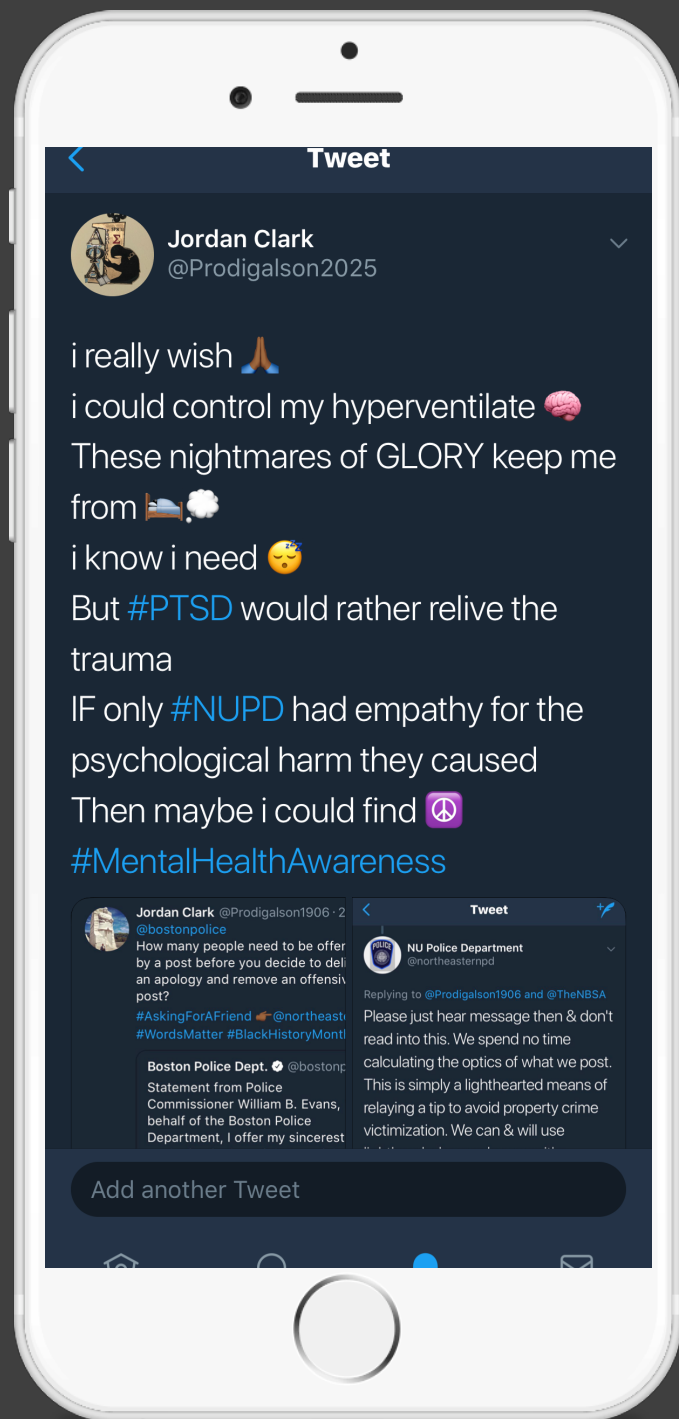 Tweet
Jordan Clark
@Prodigalson2025
i really wish 🙏🏾
i could control my hyperventilate 🧠
These nightmares of GLORY keep me
from 🛏️💭
i know i need 😴
But #PTSD would rather relive the
trauma
IF only #NUPD had empathy for the
psychological harm they caused
Then maybe i could find ☮️
#MentalHealthAwareness
Jordan Clark @Prodigalson1906 · 2
@bostonpolice
How many people need to be offer
by a post before you decide to deli
an apology and remove an offensiv
post?
#AskingForAFriend 👉🏾@northeast
#WordsMatter #BlackHistoryMont
Boston Police Dept. @bostonp
Statement from Police
Commissioner William B. Evans,
behalf of the Boston Police
Department, I offer my sincerest
Tweet
POLICE
NU Police Department
@northeasternpd
Replying to @Prodigalson1906 and @TheNBSA
Please just hear message then & don't
read into this. We spend no time
calculating the optics of what we post.
This is simply a lighthearted means of
relaying a tip to avoid property crime
victimization. We can & will use
Add another Tweet